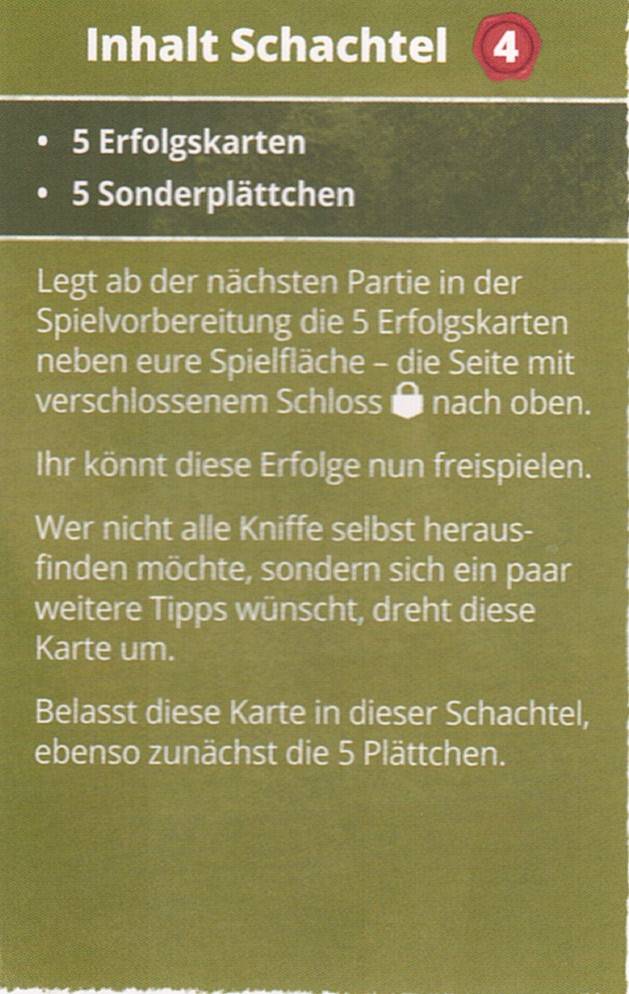 Inhalt Schachtel 4
• 5 Erfolgskarten
• 5 Sonderplättchen
Legt ab der nächsten Partie in der
Spielvorbereitung die 5 Erfolgskarten
neben eure Spielfläche – die Seite mit
verschlossenem Schloss nach oben.
Ihr könnt diese Erfolge nun freispielen.
Wer nicht alle Kniffe selbst heraus-
finden möchte, sondern sich ein paar
weitere Tipps wünscht, dreht diese
Karte um.
Belasst diese Karte in dieser Schachtel,
ebenso zunächst die 5 Plättchen.